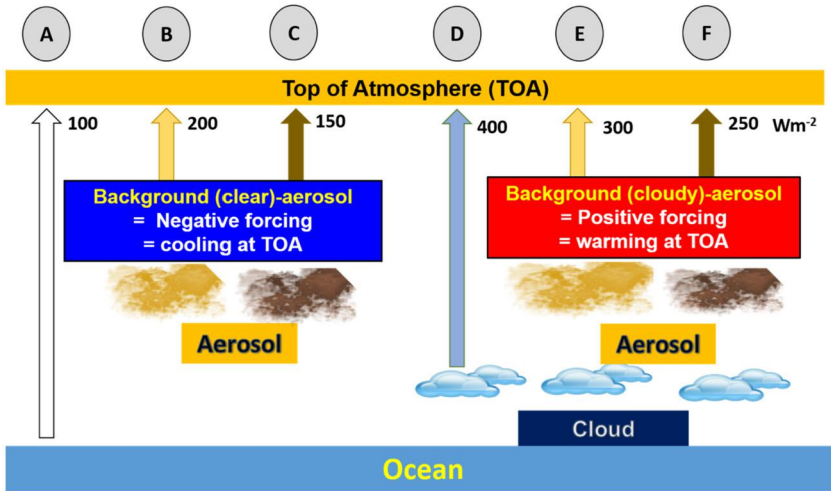 A B C D E F
Top of Atmosphere (TOA)
100 200 150 400 300 250 Wm-2
Background (clear)-aerosol
= Negative forcing
= cooling at TOA
Background (cloudy)-aerosol
= Positive forcing
= warming at TOA
Aerosol
Aerosol
Cloud
Ocean